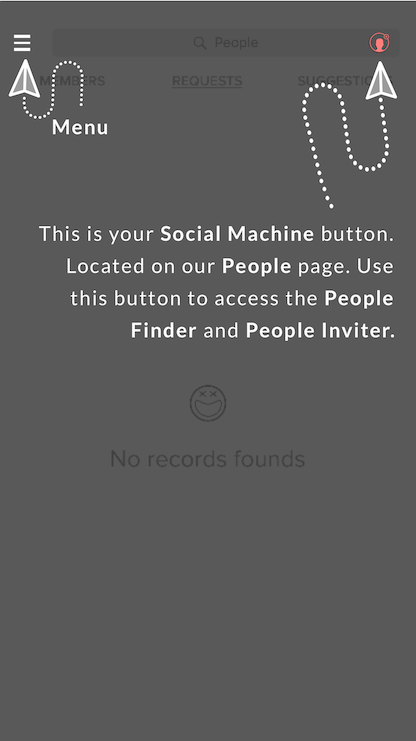 People
MEMBERS REQUESTS SUGGESTIONS
Menu
This is your Social Machine button.
Located on our People page. Use
this button to access the People
Finder and People Inviter.
No records founds